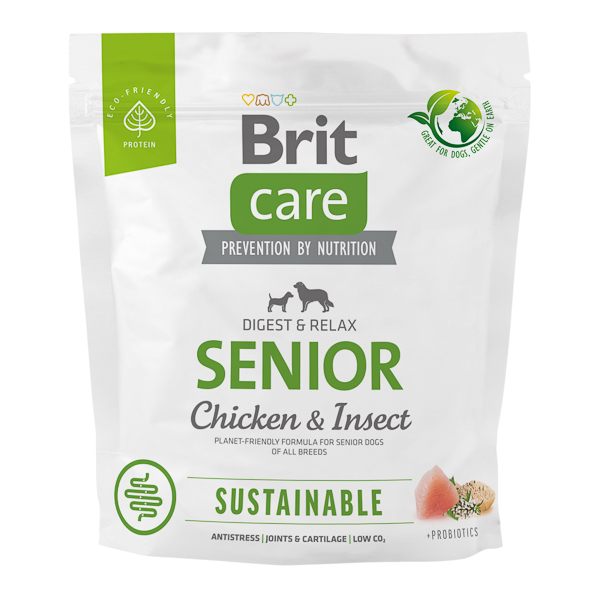 ECO-FRIENDLY
PROTEIN
GREAT FOR DOGS, GENTLE ON EARTH
Brit
care
PREVENTION BY NUTRITION
DIGEST & RELAX
SENIOR
Chicken & Insect
PLANET-FRIENDLY FORMULA FOR SENIOR DOGS
OF ALL BREEDS
SUSTAINABLE
+PROBIOTICS
ANTISTRESS | JOINTS & CARTILAGE | LOW CO₂